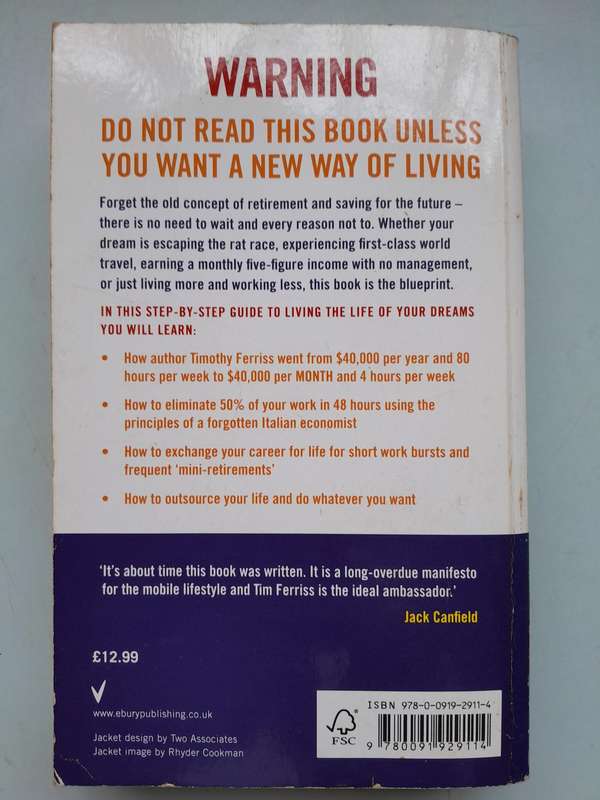 WARNING
DO NOT READ THIS BOOK UNLESS
YOU WANT A NEW WAY OF LIVING
Forget the old concept of retirement and saving for the future –
there is no need to wait and every reason not to. Whether your
dream is escaping the rat race, experiencing first-class world
travel, earning a monthly five-figure income with no management,
or just living more and working less, this book is the blueprint.
IN THIS STEP-BY-STEP GUIDE TO LIVING THE LIFE OF YOUR DREAMS
YOU WILL LEARN:
• How author Timothy Ferriss went from $40,000 per year and 80
hours per week to $40,000 per MONTH and 4 hours per week
• How to eliminate 50% of your work in 48 hours using the
principles of a forgotten Italian economist
• How to exchange your career for life for short work bursts and
frequent ‘mini-retirements’
• How to outsource your life and do whatever you want
‘It’s about time this book was written. It is a long-overdue manifesto
for the mobile lifestyle and Tim Ferriss is the ideal ambassador.’
Jack Canfield
£12.99
www.eburypublishing.co.uk
Jacket design by Two Associates
Jacket image by Rhyder Cookman
FSC
ISBN 978-0-0919-2911-4
9 780091 929114